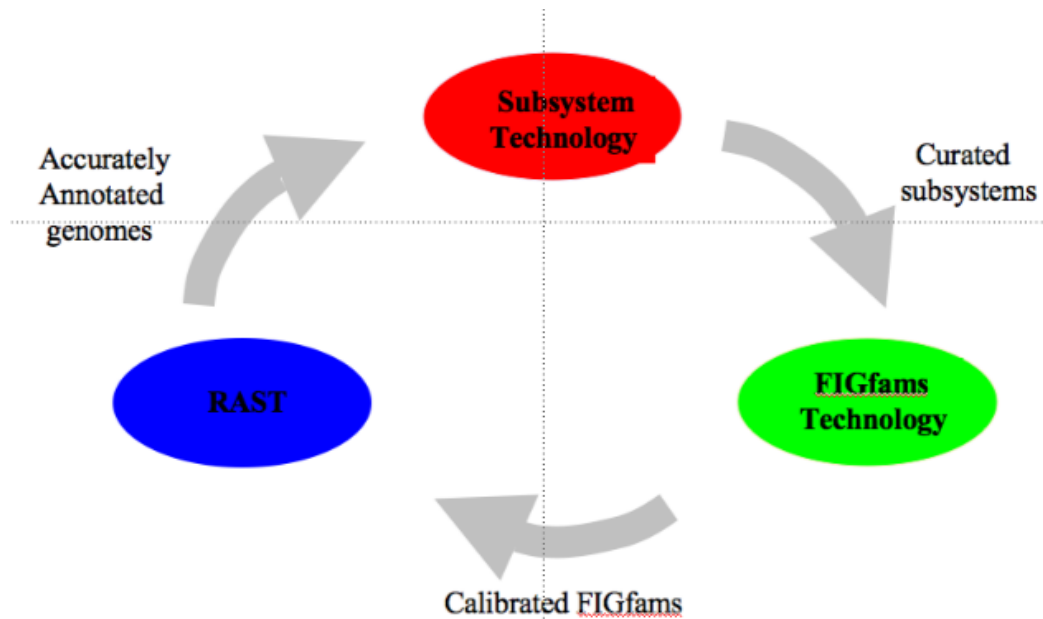 Subsystem
Technology
Accurately
Annotated
genomes
Curated
subsystems
RAST
FIGfams
Technology
Calibrated FIGfams